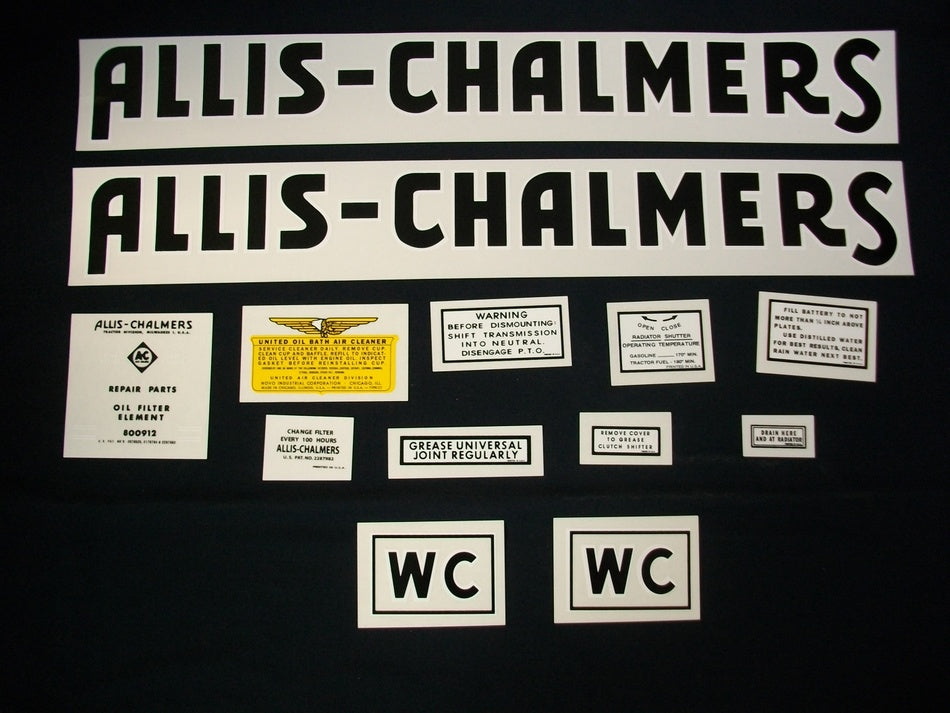 ALLIS-CHALMERS
ALLIS-CHALMERS
ALLIS-CHALMERS
TRACTOR DIVISION, MILWAUKEE 1, U.S.A.
A-C
REPAIR PARTS
OIL FILTER
ELEMENT
800912
UNITED OIL BATH AIR CLEANER
SERVICE CLEANER DAILY. REMOVE CUP.
CLEAN CUP AND BAFFLE. REFILL TO INDICAT-
ED OIL LEVEL WITH ENGINE OIL. INSPECT
GASKET BEFORE REINSTALLING CUP.
UNITED AIR CLEANER DIVISION
NOVO INDUSTRIAL CORPORATION CHICAGO, ILL
WARNING
BEFORE DISMOUNTING:
SHIFT TRANSMISSION
INTO NEUTRAL.
DISENGAGE P.T.O.
OPEN CLOSE
RADIATOR SHUTTER
OPERATING TEMPERATURE
GASOLINE 170° MIN.
TRACTOR FUEL - 190° MIN.
PRINTED IN U.S.A.
FILL BATTERY TO NOT
MORE THAN INCH ABOVE
PLATES.
USE DISTILLED WATER
FOR BEST RESULTS, CLEAN
RAIN WATER NEXT BEST.
CHANGE FILTER
EVERY 100 HOURS
ALLIS-CHALMERS
U.S. PAT. NO. 2287982
PRINTED IN U.S.A.
GREASE UNIVERSAL
JOINT REGULARLY
REMOVE COVER
TO GREASE
CLUTCH SHIFTER
DRAIN HERE
AND AT RADIATOR
WC
WC